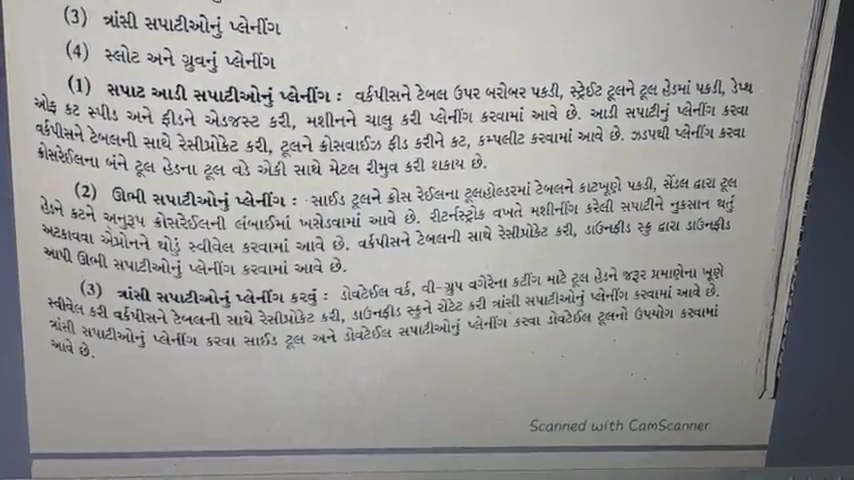 (3) ત્રાંસી સપાટીઓનું પ્લેનીંગ
(4) સ્લોટ અને ગ્રુવનું પ્લેનીંગ
(1) સપાટ આડી સપાટીઓનું પ્લેનીંગ : વર્કપીસને ટેબલ ઉપર બરોબર પકડી, સ્ટ્રેઈટ ટૂલને ટૂલ હેડમાં પકડી, ડેપ્થ
ઓફ કટ સ્પીડ અને ફીડને એડજસ્ટ કરી, મશીનને ચાલુ કરી પ્લેનીંગ કરવામાં આવે છે. આડી સપાટીનું પ્લેનીંગ કરવા
વર્કપીસને ટેબલની સાથે રેસીપ્રોકેટ કરી, ટૂલને ક્રોસવાઈઝ ફીડ કરીને કટ, કમ્પલીટ કરવામાં આવે છે. ઝડપથી પ્લેનીંગ કરવા
ક્રોસરેઈલના બંને ટૂલ હેડના ટૂલ વડે એકી સાથે મેટલ રીમુવ કરી શકાય છે.
(2) ઊભી સપાટીઓનું પ્લેનીંગ : સાઈડ ટૂલને ક્રોસ રેઈલના ટૂલહોલ્ડરમાં ટેબલને કાટખૂણે પકડી, સેંડલ દ્વારા ટૂલ
હેડને કટને અનુરૂપ ક્રોસરેઈલની લંબાઈમાં ખસેડવામાં આવે છે. રીટર્નસ્ટ્રોક વખતે મશીનીંગ કરેલી સપાટીને નુકસાન થતું
અટકાવવા એપ્રોનને થોડું સ્વીવેલ કરવામાં આવે છે. વર્કપીસને ટેબલની સાથે રેસીપ્રોકેટ કરી, ડાઉનફીડ સ્ક્રુ દ્વારા ડાઉનફીડ
આપી ઊભી સપાટીઓનું પ્લેનીંગ કરવામાં આવે છે.
(3) ત્રાંસી સપાટીઓનું પ્લેનીંગ કરવું : ડોવટેઈલ વર્ક, વી-ગ્રુપ વગેરેના કટીંગ માટે ટૂલ હેડને જરૂર પ્રમાણેના ખૂણે
સ્વીવેલ કરી વર્કપીસને ટેબલની સાથે રેસીપ્રોકેટ કરી, ડાઉનફીડ સ્ક્રુને રોટેટ કરી ત્રાંસી સપાટીઓનું પ્લેનીંગ કરવામાં આવે છે.
ત્રાંસી સપાટીઓનું પ્લેનીંગ કરવા સાઈડ ટૂલ અને ડોવટેઈલ સપાટીઓનું પ્લેનીંગ કરવા ડોવટેઈલ ટૂલનો ઉપયોગ કરવામાં
આવે છે.
Scanned with CamScanner